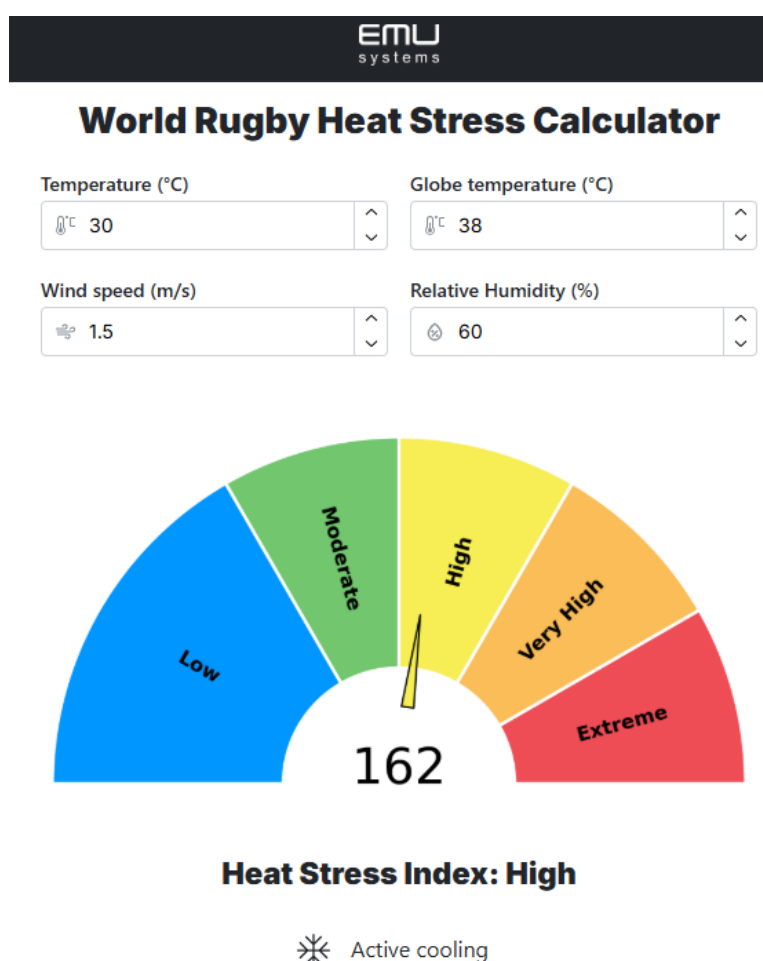 EMU
systems
World Rugby Heat Stress Calculator
Temperature (°C)
Globe temperature (°C)
°C 30
°C 38
Wind speed (m/s)
Relative Humidity (%)
1.5
% 60
Low
Moderate
High
Very High
Extreme
162
Heat Stress Index: High
Active cooling